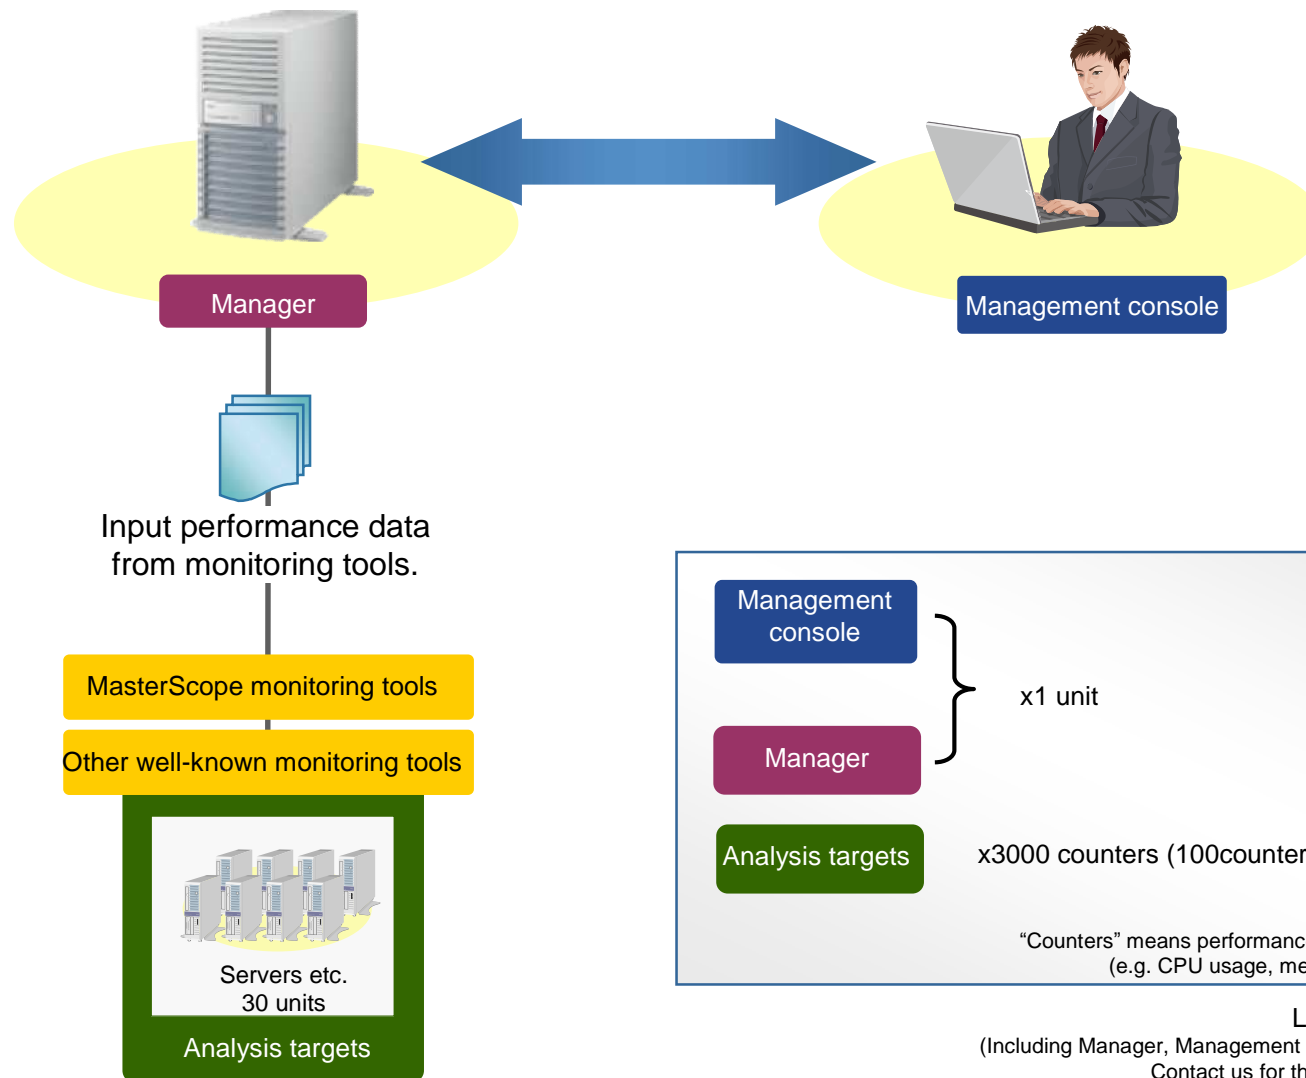 Manager
Management console
Input performance data
from monitoring tools.
MasterScope monitoring tools
Other well-known monitoring tools
Servers etc.
30 units
Analysis targets
Management
console
x1 unit
Manager
Analysis targets
x3000 counters (100counter
“Counters” means performanc
(e.g. CPU usage, me
L
(Including Manager, Management
Contact us for th